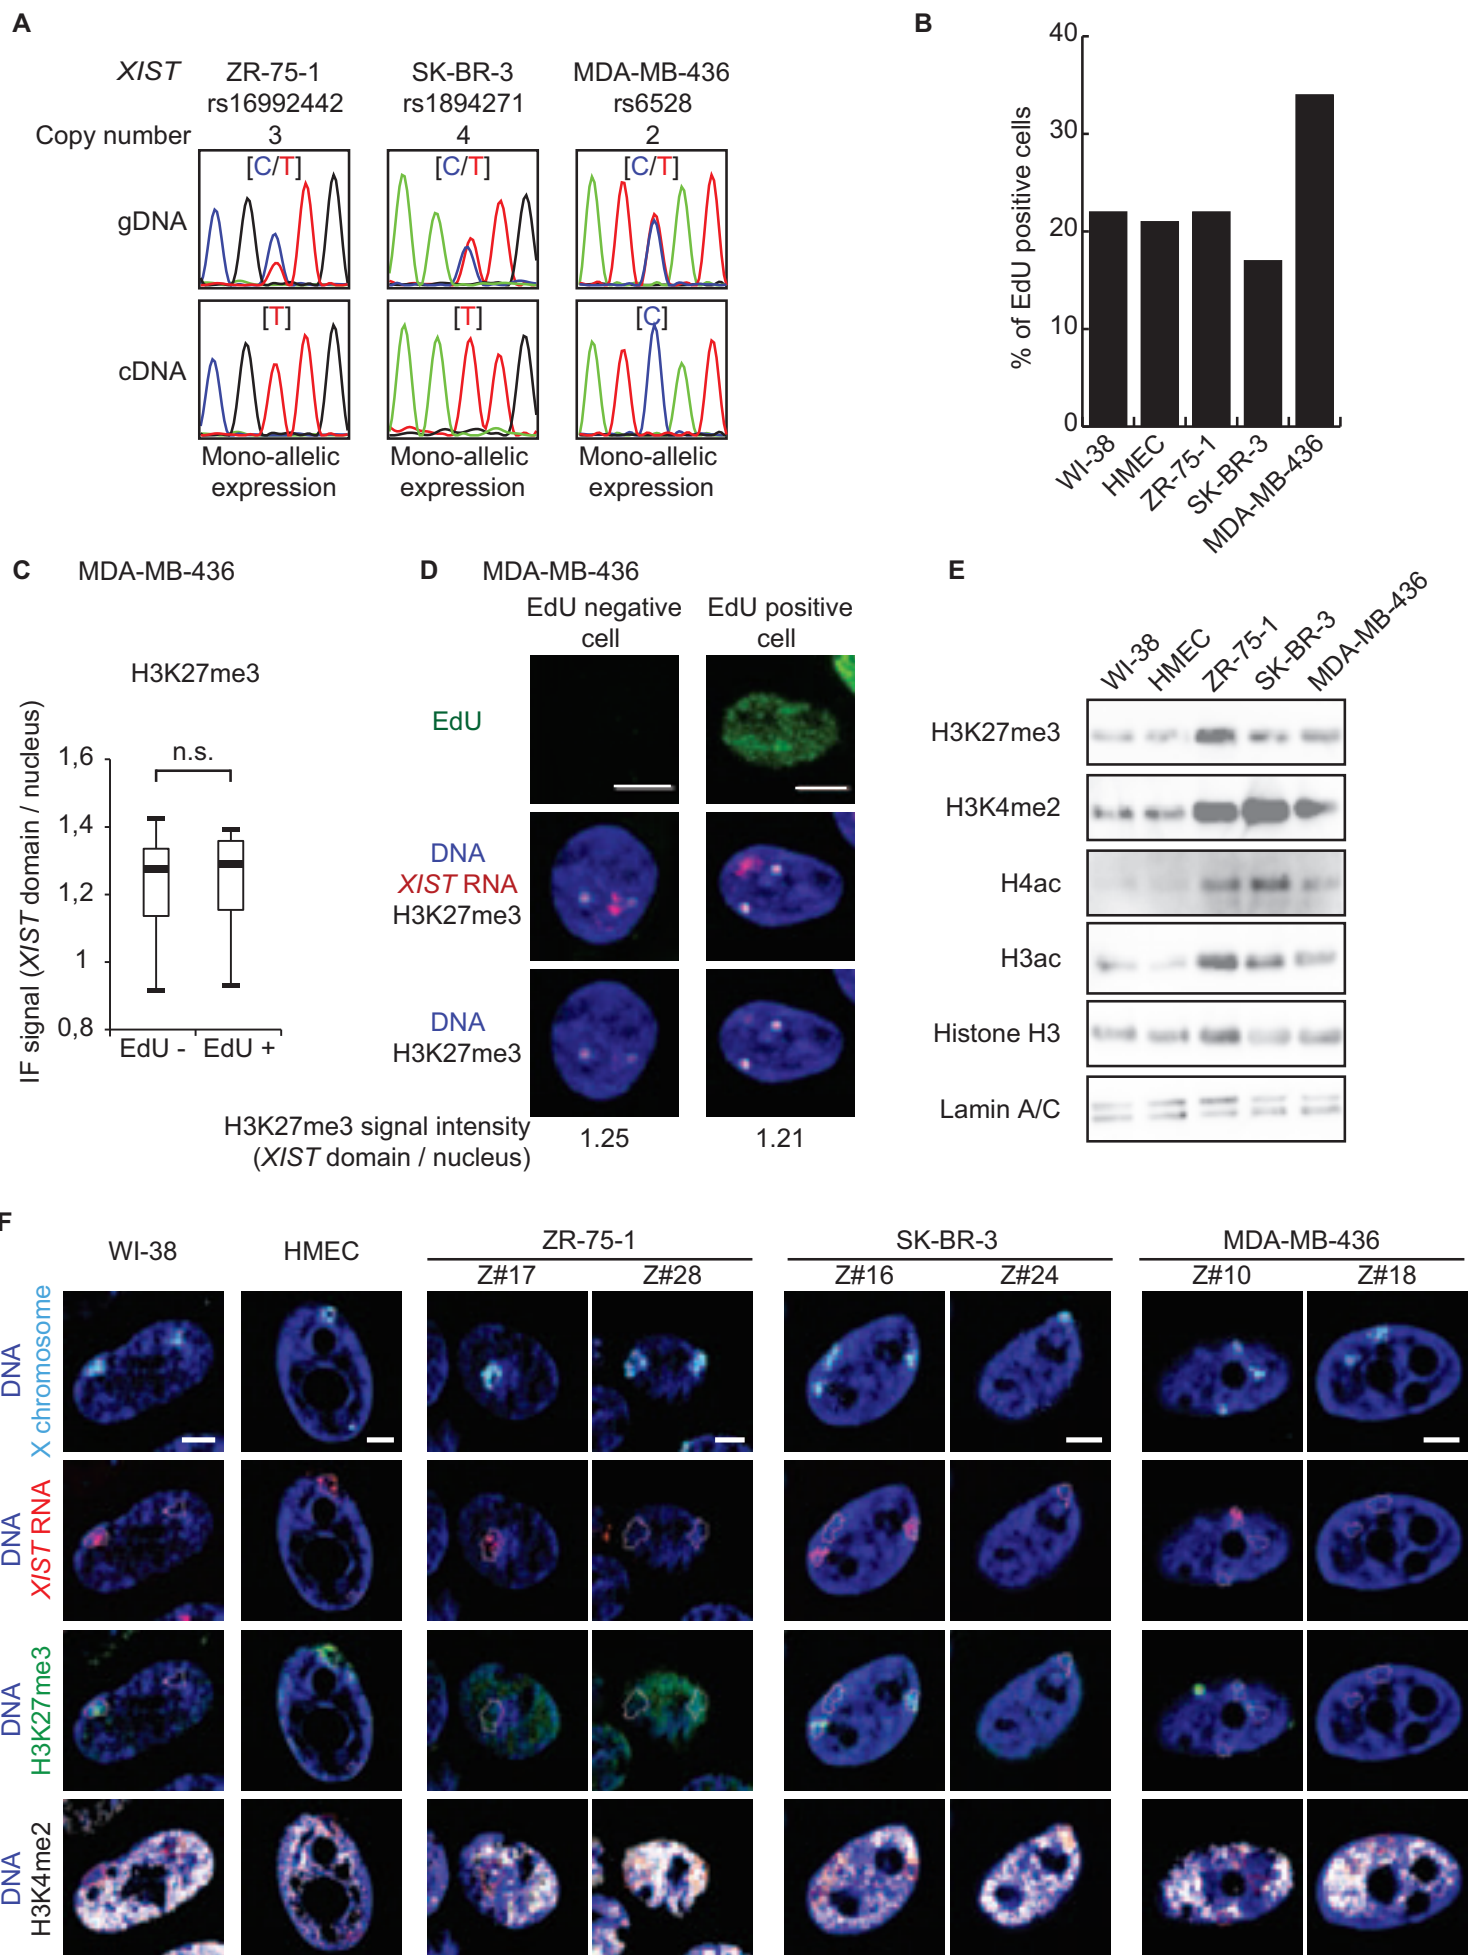 A
XIST
ZR-75-1
SK-BR-3
MDA-MB-436
rs16992442
rs1894271
rs6528
Copy number
3
4
2
[C/T]
[C/T]
[C/T]
gDNA
[T]
[T]
[C]
cDNA
Mono-allelic
expression
Mono-allelic
expression
Mono-allelic
expression
B
% of EdU positive cells
40
30
20
10
0
WI-38
HMEC
ZR-75-1
SK-BR-3
MDA-MB-436
C
MDA-MB-436
H3K27me3
IF signal (XIST domain / nucleus)
n.s.
1,6
1,4
1,2
1
0,8
EdU -
EdU +
D
MDA-MB-436
EdU negative
cell
EdU positive
cell
EdU
DNA
XIST RNA
H3K27me3
DNA
H3K27me3
H3K27me3 signal intensity
(XIST domain / nucleus)
1.25
1.21
E
WI-38
HMEC
ZR-75-1
SK-BR-3
MDA-MB-436
H3K27me3
H3K4me2
H4ac
H3ac
Histone H3
Lamin A/C
F
WI-38
HMEC
ZR-75-1
SK-BR-3
MDA-MB-436
Z#17
Z#28
Z#16
Z#24
Z#10
Z#18
DNA
X chromosome
DNA
XIST RNA
DNA
H3K27me3
DNA
H3K4me2